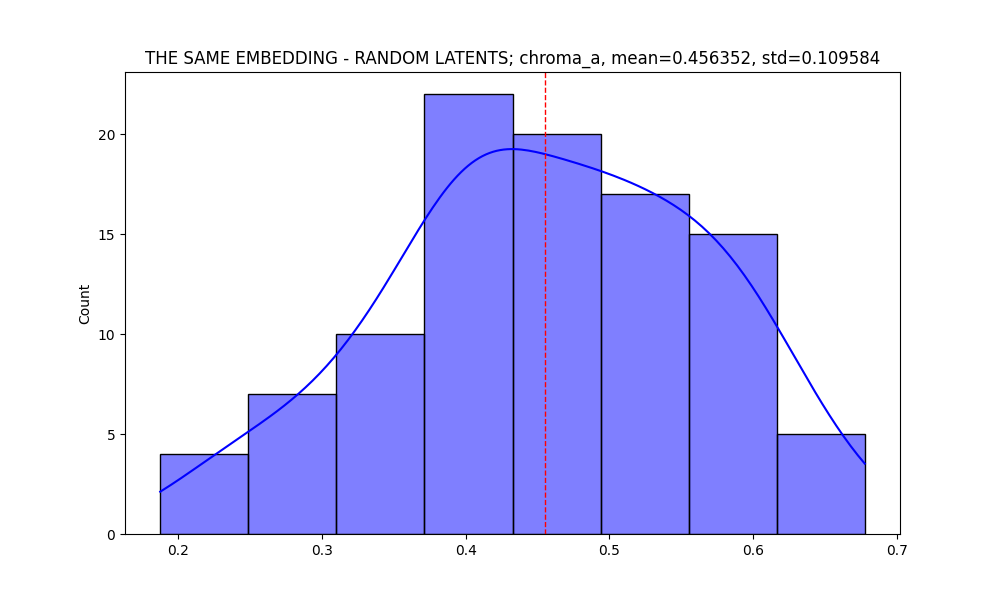 THE SAME EMBEDDING - RANDOM LATENTS; chroma_a, mean=0.456352, std=0.109584
Count
20
15
10
5
0
0.2 0.3 0.4 0.5 0.6 0.7